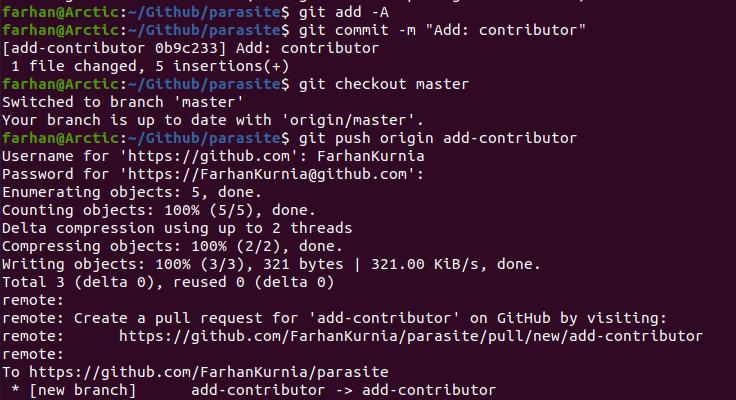 farhan@Arctic:~/Github/parasite$ git add -A
farhan@Arctic:~/Github/parasite$ git commit -m "Add: contributor"
[add-contributor 0b9c233] Add: contributor
 1 file changed, 5 insertions(+)
farhan@Arctic:~/Github/parasite$ git checkout master
Switched to branch 'master'
Your branch is up to date with 'origin/master'.
farhan@Arctic:~/Github/parasite$ git push origin add-contributor
Username for 'https://github.com': FarhanKurnia
Password for 'https://FarhanKurnia@github.com':
Enumerating objects: 5, done.
Counting objects: 100% (5/5), done.
Delta compression using up to 2 threads
Compressing objects: 100% (2/2), done.
Writing objects: 100% (3/3), 321 bytes | 321.00 KiB/s, done.
Total 3 (delta 0), reused 0 (delta 0)
remote:
remote: Create a pull request for 'add-contributor' on GitHub by visiting:
remote:      https://github.com/FarhanKurnia/parasite/pull/new/add-contributor
remote:
To https://github.com/FarhanKurnia/parasite
 * [new branch]      add-contributor -> add-contributor